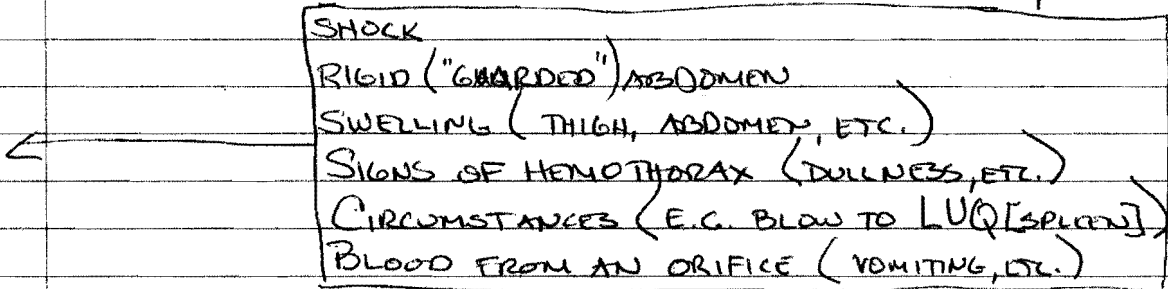 SHOCK
RIGID ("GUARDED") ABDOMEN
SWELLING ( THIGH, ABDOMEN, ETC.)
SIGNS OF HEMOTHORAX (DULLNESS, ETC.)
CIRCUMSTANCES (E.G. BLOW TO LUQ [SPLEEN])
BLOOD FROM AN ORIFICE ( VOMITING, ETC.)